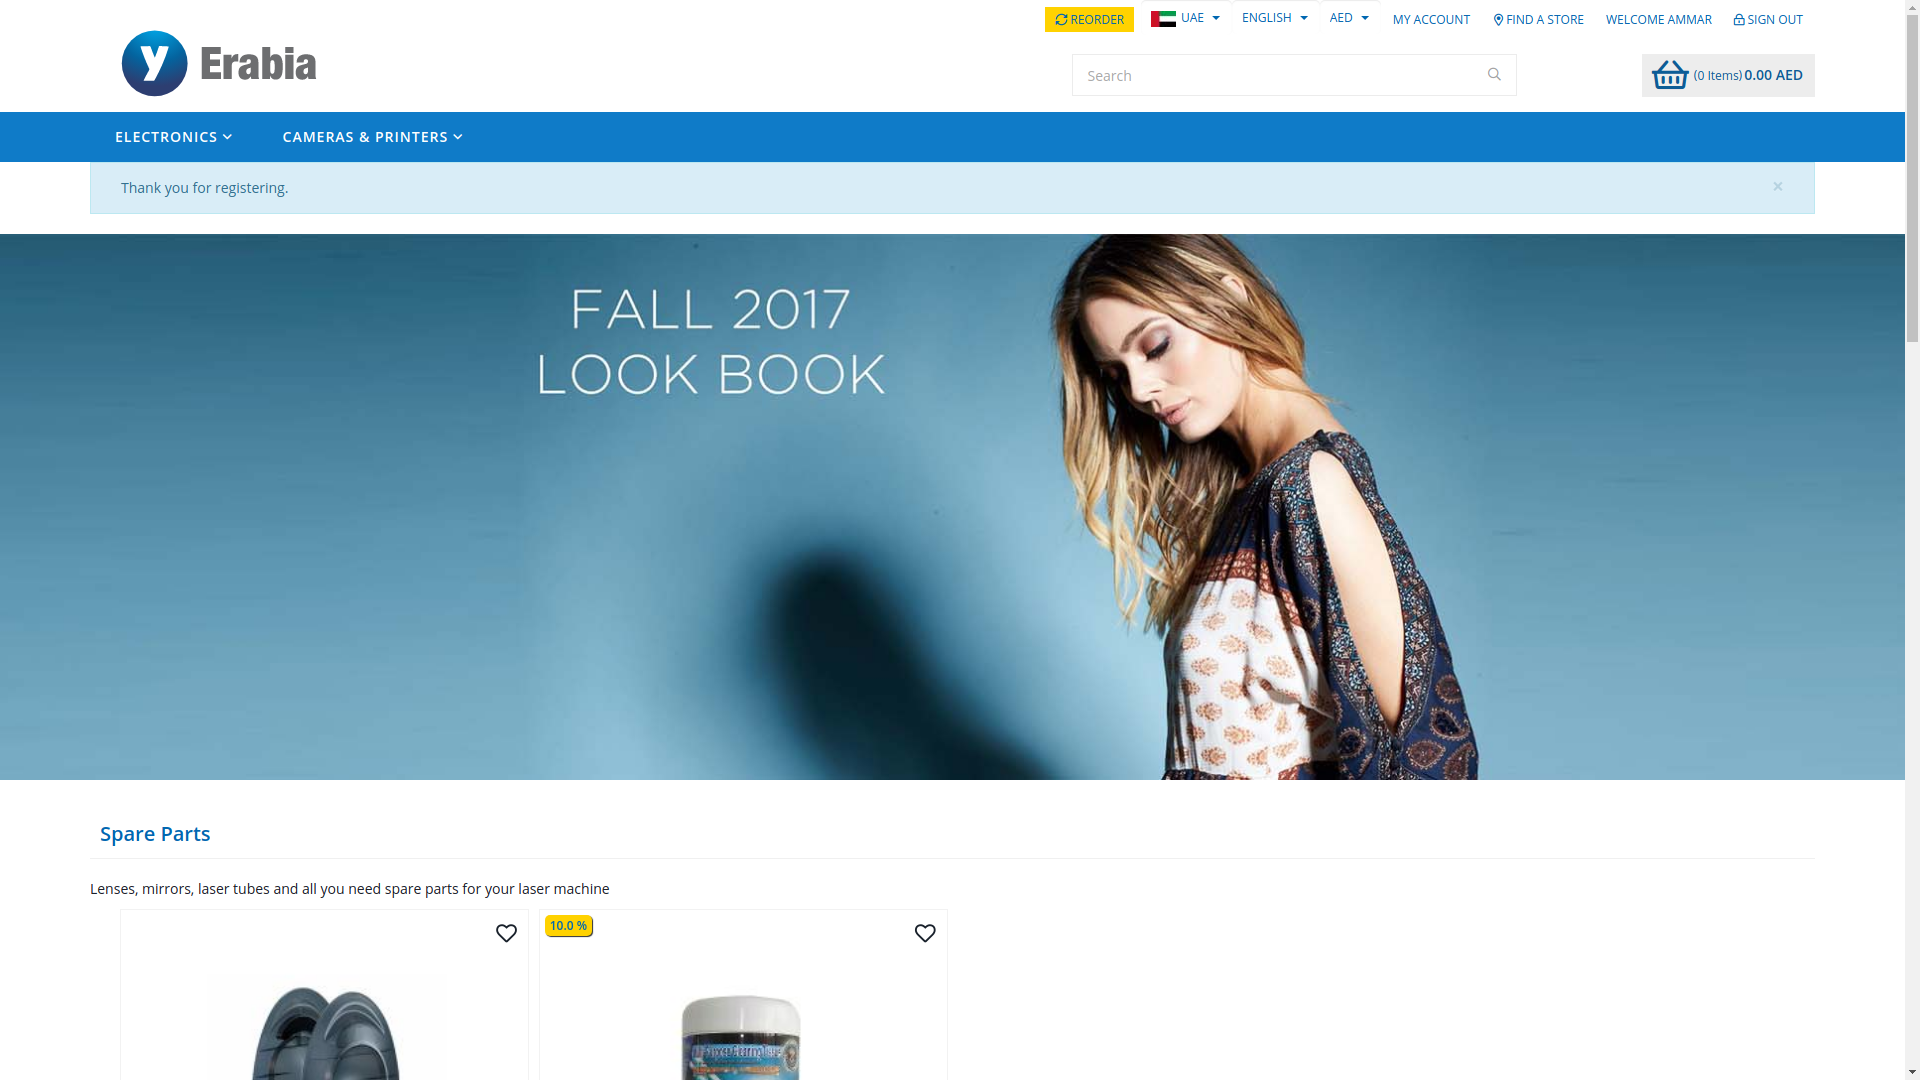 REORDER
UAE
ENGLISH
AED
MY ACCOUNT
FIND A STORE
WELCOME AMMAR
SIGN OUT
y Erabia
Search
(0 Items) 0.00 AED
ELECTRONICS
CAMERAS & PRINTERS
Thank you for registering.
×
FALL 2017
LOOK BOOK
Spare Parts
Lenses, mirrors, laser tubes and all you need spare parts for your laser machine
10.0 %